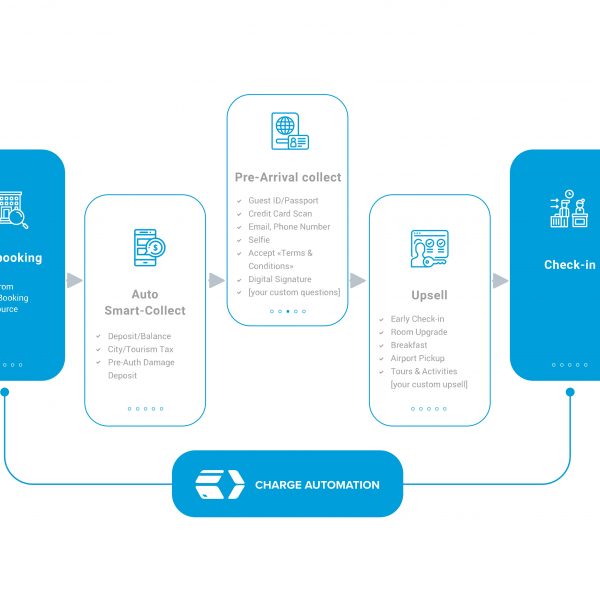 booking
Booking
Auto
Smart-Collect
Deposit/Balance
City/Tourism Tax
Pre-Auth Damage
Deposit
Pre-Arrival collect
Guest ID/Passport
Credit Card Scan
Email, Phone Number
Selfie
Accept «Terms &
Conditions»
Digital Signature
[your custom questions]
Upsell
Early Check-in
Room Upgrade
Breakfast
Airport Pickup
Tours & Activities
[your custom upsell]
Check-in
CHARGE AUTOMATION